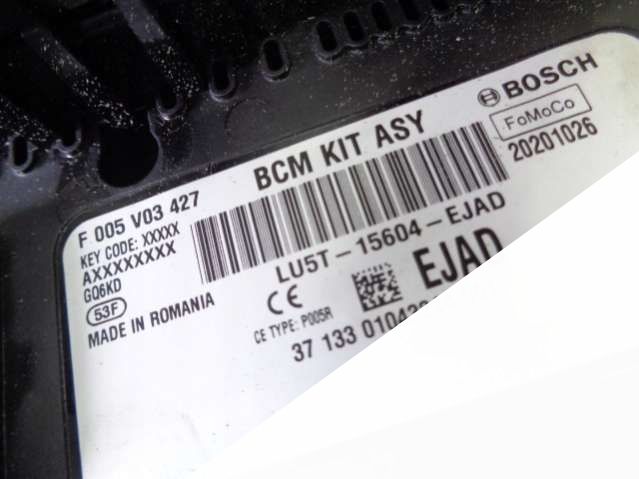 BOSCH
FoMoCo
20201026
BCM KIT ASY
F 005 V03 427
KEY CODE: XXXXX
AXXXXXXXX
GQ6KD
53F
MADE IN ROMANIA
LU5T-15604-EJAD
EJAD
CE
CE TYPE: P005R
37 133